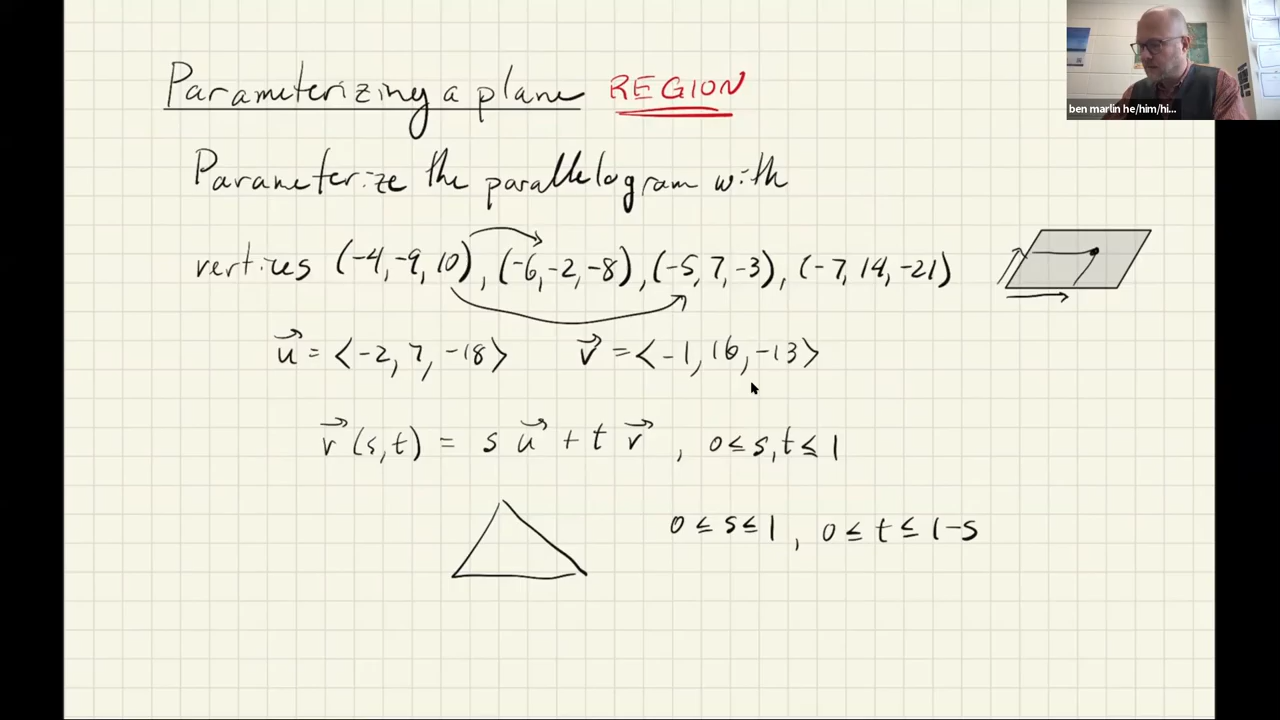 Parameterizing a plane REGION
ben marlin he/him/hi...
Parameterize the parallelogram with
vertices (-4, -9, 10), (-6, -2, -8), (-5, 7, -3), (-7, 14, -21)
u⃗ = ⟨-2, 7, -18⟩ v⃗ = ⟨-1, 16, -13⟩
r⃗ (s,t) = s u⃗ + t v⃗ , 0 ≤ s,t ≤ 1
0 ≤ s ≤ 1 , 0 ≤ t ≤ 1-s